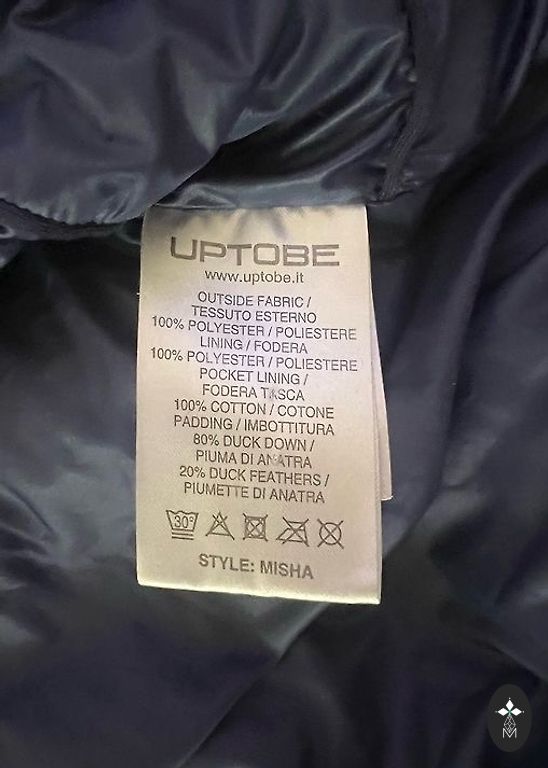 UPTOBE
www.uptobe.it
OUTSIDE FABRIC /
TESSUTO ESTERNO
100% POLYESTER / POLIESTERE
LINING / FODERA
100% POLYESTER / POLIESTERE
POCKET LINING /
FODERA TASCA
100% COTTON / COTONE
PADDING / IMBOTTITURA
80% DUCK DOWN /
PIUMA DI ANATRA
20% DUCK FEATHERS /
PIUMETTE DI ANATRA
30°
STYLE: MISHA
M